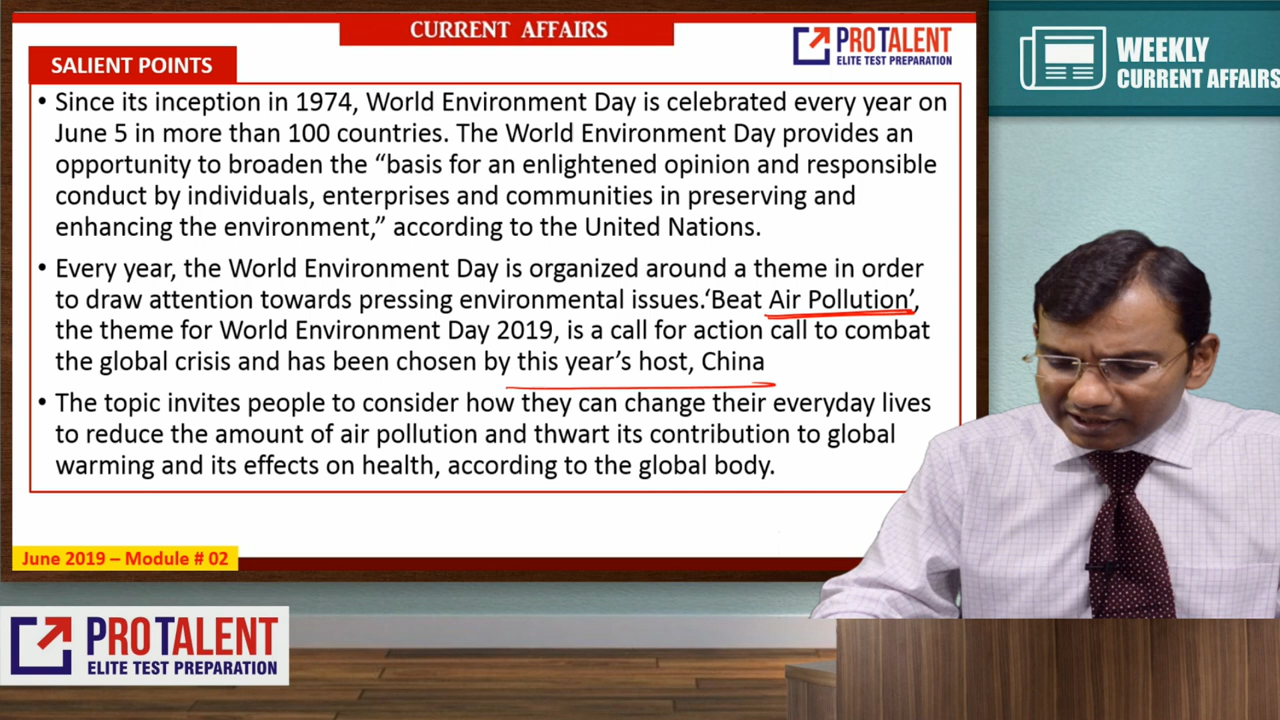 CURRENT AFFAIRS
PROTALENT
ELITE TEST PREPARATION
WEEKLY
CURRENT AFFAIRS
SALIENT POINTS
• Since its inception in 1974, World Environment Day is celebrated every year on
June 5 in more than 100 countries. The World Environment Day provides an
opportunity to broaden the “basis for an enlightened opinion and responsible
conduct by individuals, enterprises and communities in preserving and
enhancing the environment,” according to the United Nations.
• Every year, the World Environment Day is organized around a theme in order
to draw attention towards pressing environmental issues.‘Beat Air Pollution’,
the theme for World Environment Day 2019, is a call for action call to combat
the global crisis and has been chosen by this year’s host, China
• The topic invites people to consider how they can change their everyday lives
to reduce the amount of air pollution and thwart its contribution to global
warming and its effects on health, according to the global body.
June 2019 – Module # 02
PROTALENT
ELITE TEST PREPARATION